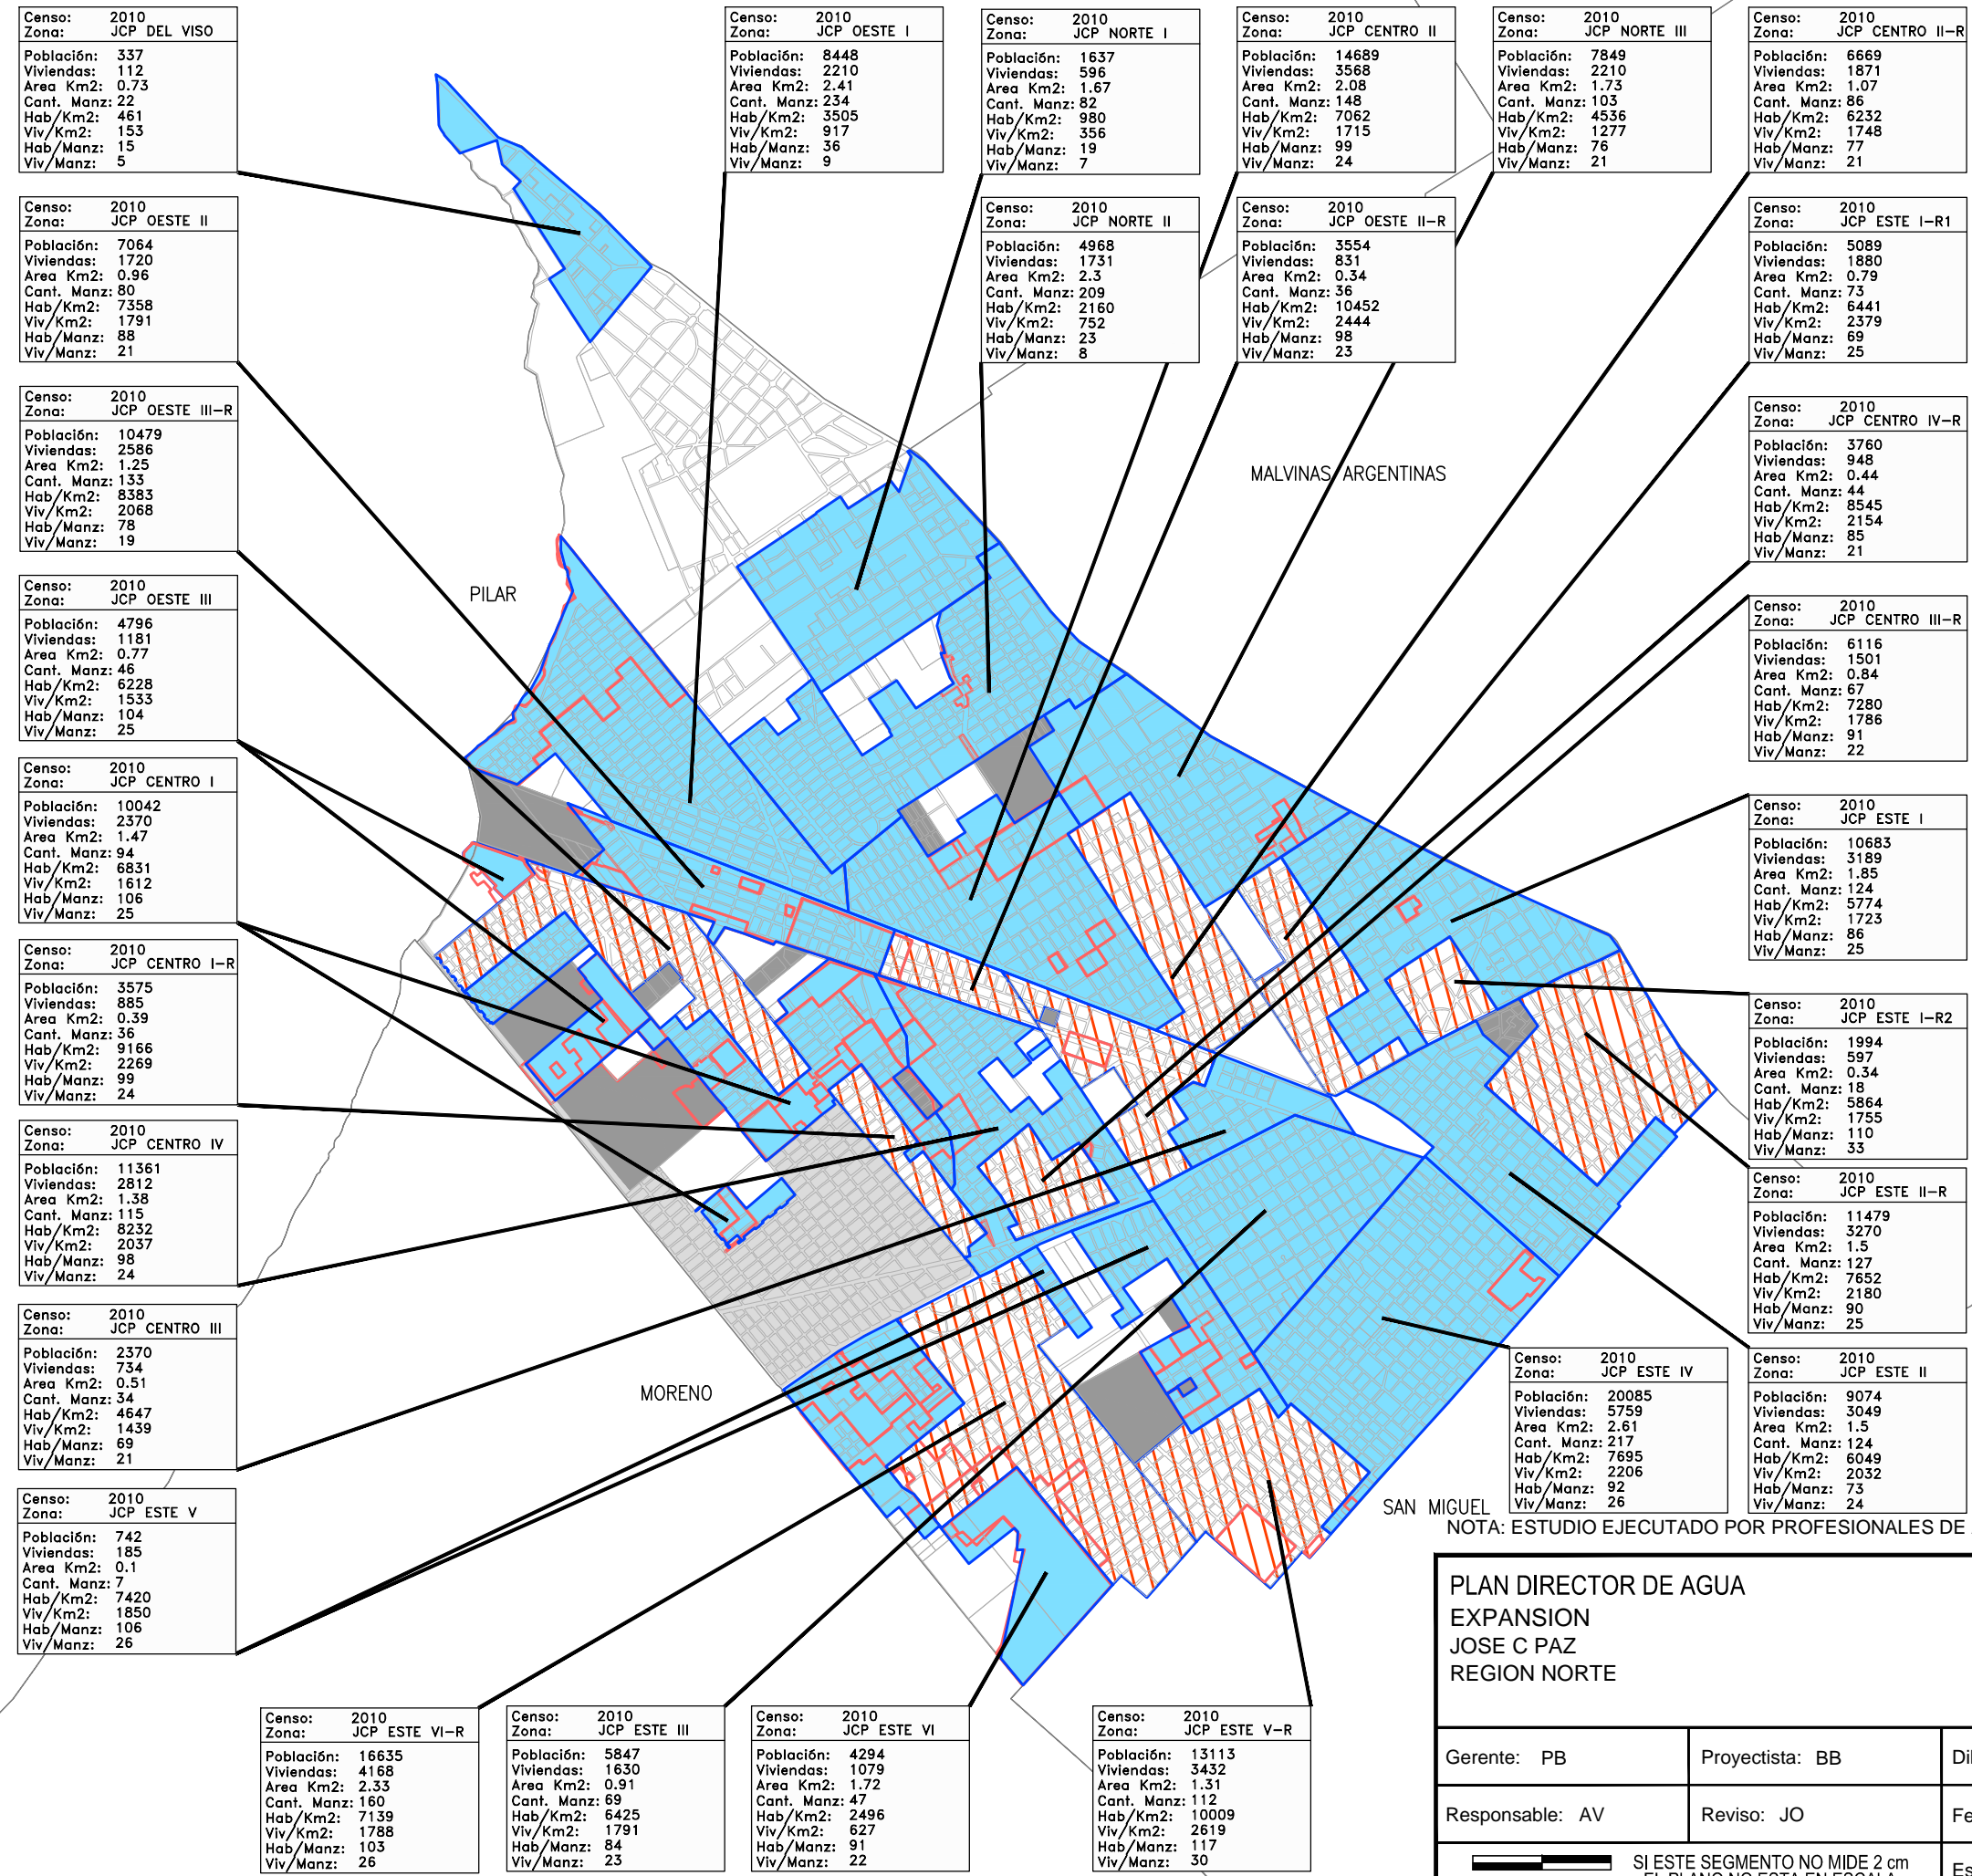 Censo: 2010
Zona: JCP DEL VISO
Población: 337
Viviendas: 112
Area Km2: 0.73
Cant. Manz: 22
Hab/Km2: 461
Viv/Km2: 153
Hab/Manz: 15
Viv/Manz: 5
Censo: 2010
Zona: JCP OESTE I
Población: 8448
Viviendas: 2210
Area Km2: 2.41
Cant. Manz: 234
Hab/Km2: 3505
Viv/Km2: 917
Hab/Manz: 36
Viv/Manz: 9
Censo: 2010
Zona: JCP NORTE I
Población: 1637
Viviendas: 596
Area Km2: 1.67
Cant. Manz: 82
Hab/Km2: 980
Viv/Km2: 356
Hab/Manz: 19
Viv/Manz: 7
Censo: 2010
Zona: JCP CENTRO II
Población: 14689
Viviendas: 3568
Area Km2: 2.08
Cant. Manz: 148
Hab/Km2: 7062
Viv/Km2: 1715
Hab/Manz: 99
Viv/Manz: 24
Censo: 2010
Zona: JCP NORTE III
Población: 7849
Viviendas: 2210
Area Km2: 1.73
Cant. Manz: 103
Hab/Km2: 4536
Viv/Km2: 1277
Hab/Manz: 76
Viv/Manz: 21
Censo: 2010
Zona: JCP CENTRO II-R
Población: 6669
Viviendas: 1871
Area Km2: 1.07
Cant. Manz: 86
Hab/Km2: 6232
Viv/Km2: 1748
Hab/Manz: 77
Viv/Manz: 21
Censo: 2010
Zona: JCP OESTE II
Población: 7064
Viviendas: 1720
Area Km2: 0.96
Cant. Manz: 80
Hab/Km2: 7358
Viv/Km2: 1791
Hab/Manz: 88
Viv/Manz: 21
Censo: 2010
Zona: JCP NORTE II
Población: 4968
Viviendas: 1731
Area Km2: 2.3
Cant. Manz: 209
Hab/Km2: 2160
Viv/Km2: 752
Hab/Manz: 23
Viv/Manz: 8
Censo: 2010
Zona: JCP OESTE II-R
Población: 3554
Viviendas: 831
Area Km2: 0.34
Cant. Manz: 36
Hab/Km2: 10452
Viv/Km2: 2444
Hab/Manz: 98
Viv/Manz: 23
Censo: 2010
Zona: JCP ESTE I-R1
Población: 5089
Viviendas: 1880
Area Km2: 0.79
Cant. Manz: 73
Hab/Km2: 6441
Viv/Km2: 2379
Hab/Manz: 69
Viv/Manz: 25
Censo: 2010
Zona: JCP OESTE III-R
Población: 10479
Viviendas: 2586
Area Km2: 1.25
Cant. Manz: 133
Hab/Km2: 8383
Viv/Km2: 2068
Hab/Manz: 78
Viv/Manz: 19
Censo: 2010
Zona: JCP CENTRO IV-R
Población: 3760
Viviendas: 948
Area Km2: 0.44
Cant. Manz: 44
Hab/Km2: 8545
Viv/Km2: 2154
Hab/Manz: 85
Viv/Manz: 21
MALVINAS ARGENTINAS
PILAR
Censo: 2010
Zona: JCP OESTE III
Población: 4796
Viviendas: 1181
Area Km2: 0.77
Cant. Manz: 46
Hab/Km2: 6228
Viv/Km2: 1533
Hab/Manz: 104
Viv/Manz: 25
Censo: 2010
Zona: JCP CENTRO III-R
Población: 6116
Viviendas: 1501
Area Km2: 0.84
Cant. Manz: 67
Hab/Km2: 7280
Viv/Km2: 1786
Hab/Manz: 91
Viv/Manz: 22
Censo: 2010
Zona: JCP CENTRO I
Población: 10042
Viviendas: 2370
Area Km2: 1.47
Cant. Manz: 94
Hab/Km2: 6831
Viv/Km2: 1612
Hab/Manz: 106
Viv/Manz: 25
Censo: 2010
Zona: JCP ESTE I
Población: 10683
Viviendas: 3189
Area Km2: 1.85
Cant. Manz: 124
Hab/Km2: 5774
Viv/Km2: 1723
Hab/Manz: 86
Viv/Manz: 25
Censo: 2010
Zona: JCP CENTRO I-R
Población: 3575
Viviendas: 885
Area Km2: 0.39
Cant. Manz: 36
Hab/Km2: 9166
Viv/Km2: 2269
Hab/Manz: 99
Viv/Manz: 24
Censo: 2010
Zona: JCP ESTE I-R2
Población: 1994
Viviendas: 597
Area Km2: 0.34
Cant. Manz: 18
Hab/Km2: 5864
Viv/Km2: 1755
Hab/Manz: 110
Viv/Manz: 33
Censo: 2010
Zona: JCP CENTRO IV
Población: 11361
Viviendas: 2812
Area Km2: 1.38
Cant. Manz: 115
Hab/Km2: 8232
Viv/Km2: 2037
Hab/Manz: 98
Viv/Manz: 24
Censo: 2010
Zona: JCP ESTE II-R
Población: 11479
Viviendas: 3270
Area Km2: 1.5
Cant. Manz: 127
Hab/Km2: 7652
Viv/Km2: 2180
Hab/Manz: 90
Viv/Manz: 25
Censo: 2010
Zona: JCP CENTRO III
Población: 2370
Viviendas: 734
Area Km2: 0.51
Cant. Manz: 34
Hab/Km2: 4647
Viv/Km2: 1439
Hab/Manz: 69
Viv/Manz: 21
MORENO
Censo: 2010
Zona: JCP ESTE IV
Población: 20085
Viviendas: 5759
Area Km2: 2.61
Cant. Manz: 217
Hab/Km2: 7695
Viv/Km2: 2206
Hab/Manz: 92
Viv/Manz: 26
Censo: 2010
Zona: JCP ESTE II
Población: 9074
Viviendas: 3049
Area Km2: 1.5
Cant. Manz: 124
Hab/Km2: 6049
Viv/Km2: 2032
Hab/Manz: 73
Viv/Manz: 24
SAN MIGUEL
Censo: 2010
Zona: JCP ESTE V
Población: 742
Viviendas: 185
Area Km2: 0.1
Cant. Manz: 7
Hab/Km2: 7420
Viv/Km2: 1850
Hab/Manz: 106
Viv/Manz: 26
NOTA: ESTUDIO EJECUTADO POR PROFESIONALES DE
PLAN DIRECTOR DE AGUA
EXPANSION
JOSE C PAZ
REGION NORTE
Censo: 2010
Zona: JCP ESTE VI-R
Población: 16635
Viviendas: 4168
Area Km2: 2.33
Cant. Manz: 160
Hab/Km2: 7139
Viv/Km2: 1788
Hab/Manz: 103
Viv/Manz: 26
Censo: 2010
Zona: JCP ESTE III
Población: 5847
Viviendas: 1630
Area Km2: 0.91
Cant. Manz: 69
Hab/Km2: 6425
Viv/Km2: 1791
Hab/Manz: 84
Viv/Manz: 23
Censo: 2010
Zona: JCP ESTE VI
Población: 4294
Viviendas: 1079
Area Km2: 1.72
Cant. Manz: 47
Hab/Km2: 2496
Viv/Km2: 627
Hab/Manz: 91
Viv/Manz: 22
Censo: 2010
Zona: JCP ESTE V-R
Población: 13113
Viviendas: 3432
Area Km2: 1.31
Cant. Manz: 112
Hab/Km2: 10009
Viv/Km2: 2619
Hab/Manz: 117
Viv/Manz: 30
Gerente: PB Proyectista: BB
Responsable: AV Reviso: JO
SI ESTE SEGMENTO NO MIDE 2 cm
EL PLANO NO ESTA EN ESCALA